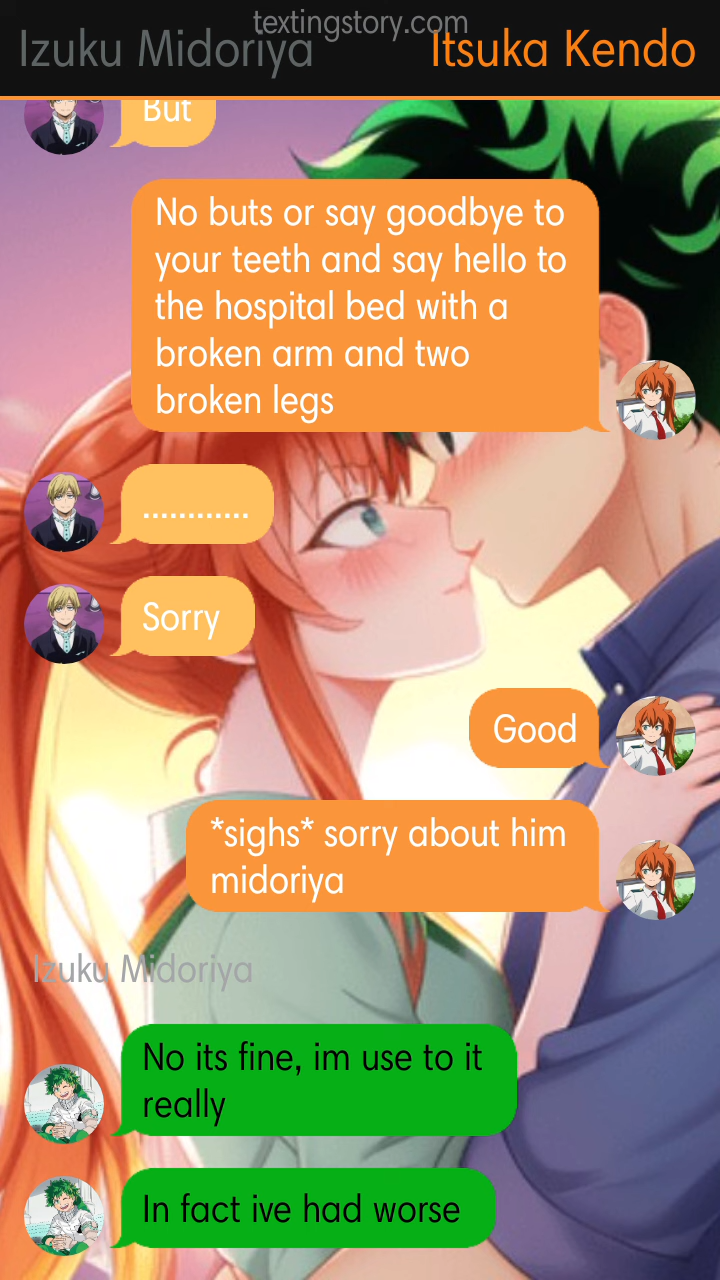 textingstory.com
Izuku Midoriya
Itsuka Kendo
But
No buts or say goodbye to
your teeth and say hello to
the hospital bed with a
broken arm and two
broken legs
............
Sorry
Good
*sighs* sorry about him
midoriya
Izuku Midoriya
No its fine, im use to it
really
In fact ive had worse